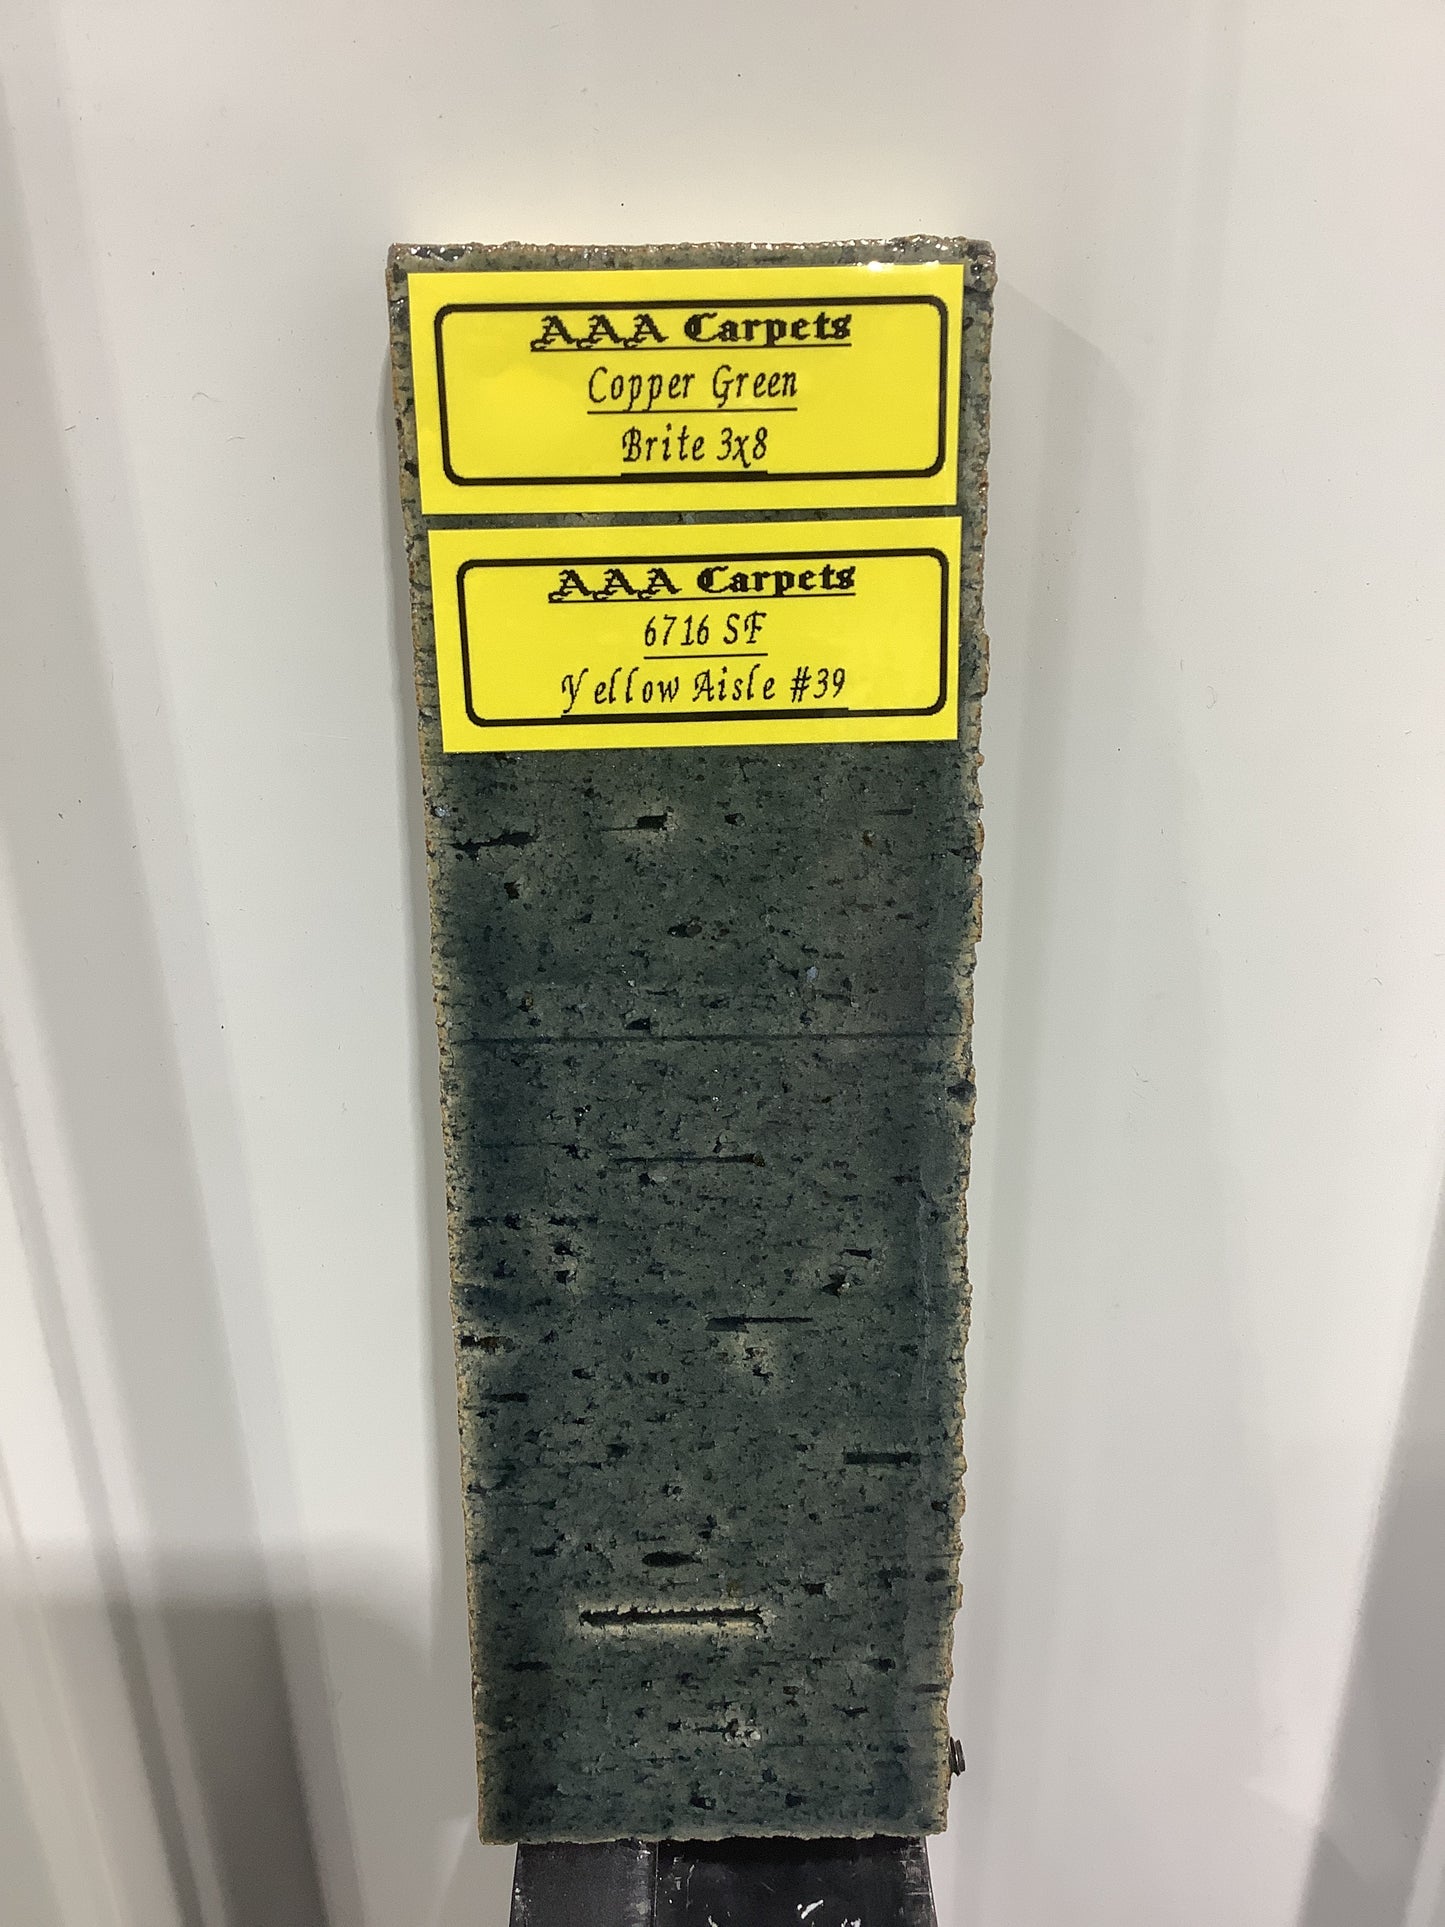 AAA Carpets
Copper Green
Brite 3x8
AAA Carpets
6716 SF
Yellow Aisle #39